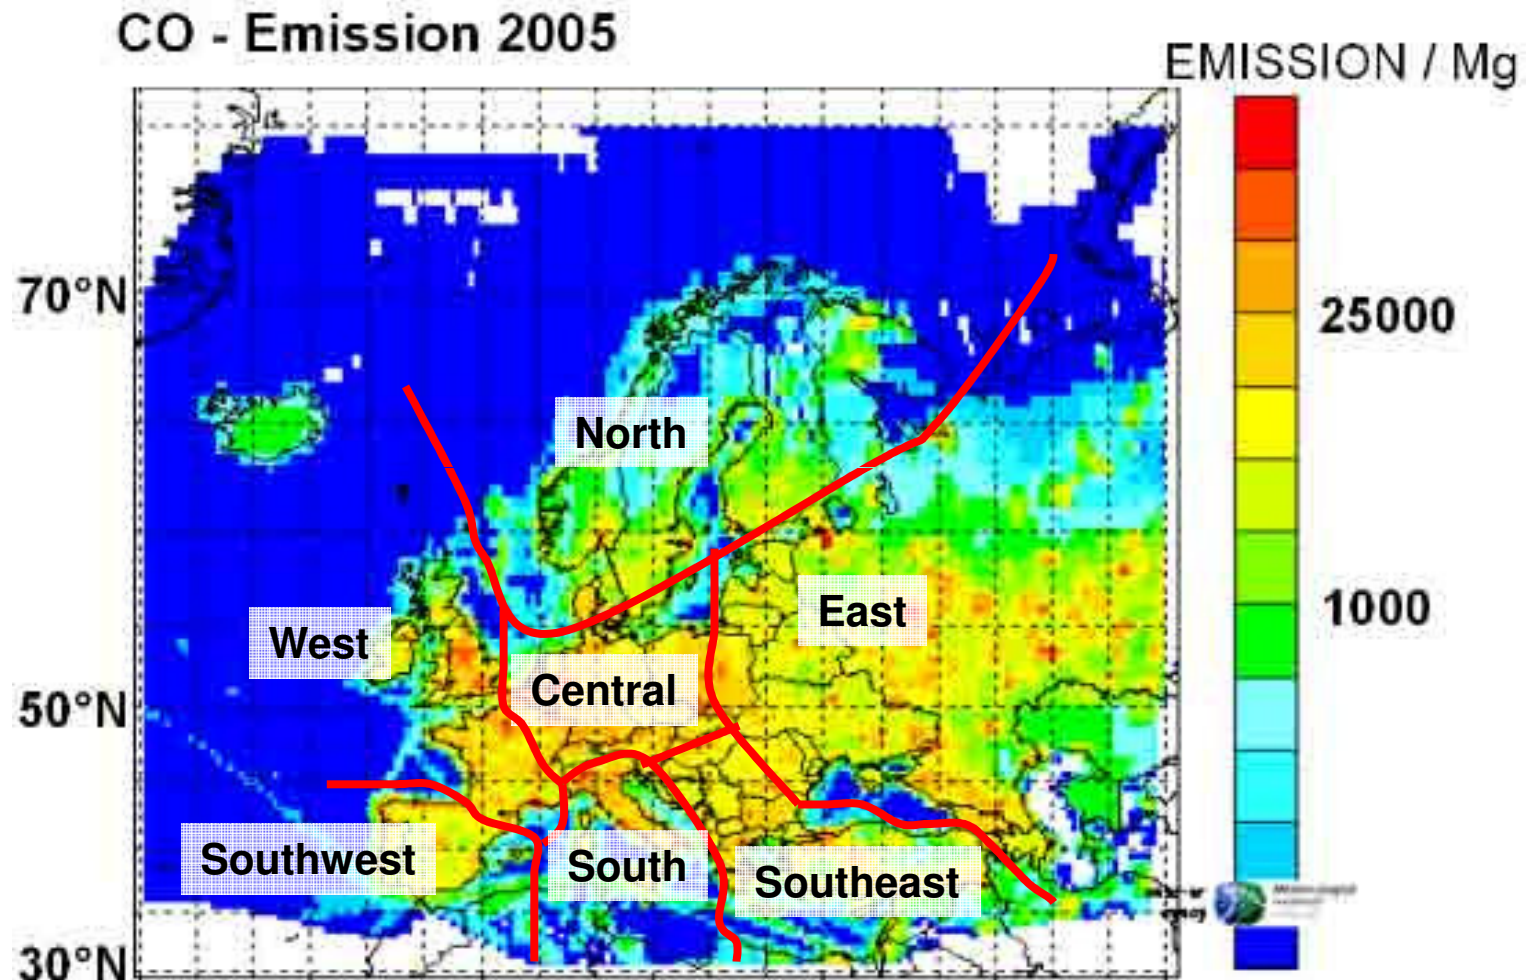 CO - Emission 2005
EMISSION / Mg
70°N
25000
North
1000
East
West
Central
50°N
Southwest
South
Southeast
30°N